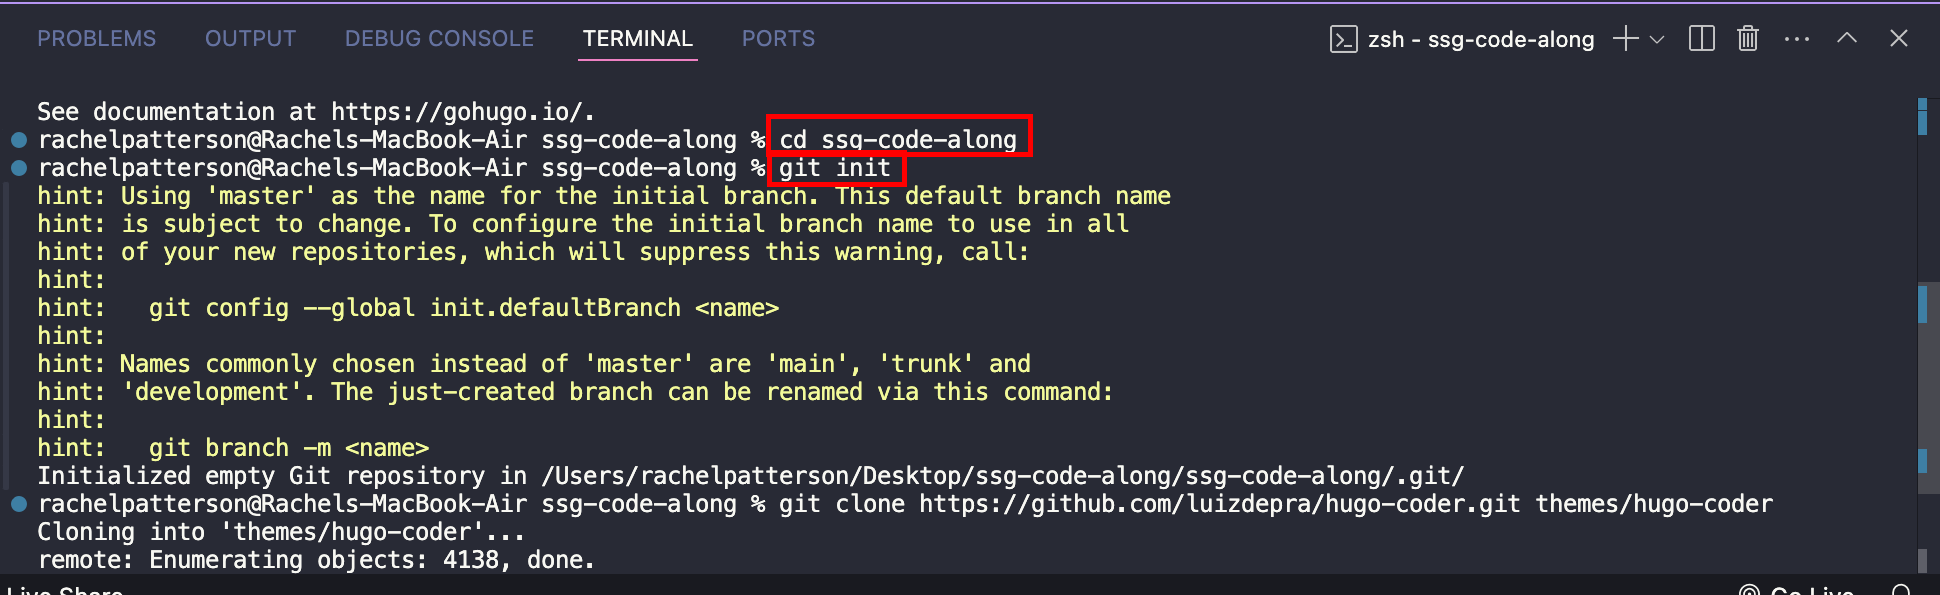 PROBLEMS OUTPUT DEBUG CONSOLE TERMINAL PORTS zsh - ssg-code-along
See documentation at https://gohugo.io/.
rachelpatterson@Rachels-MacBook-Air ssg-code-along % cd ssg-code-along
rachelpatterson@Rachels-MacBook-Air ssg-code-along % git init
hint: Using 'master' as the name for the initial branch. This default branch name
hint: is subject to change. To configure the initial branch name to use in all
hint: of your new repositories, which will suppress this warning, call:
hint:
hint:   git config --global init.defaultBranch <name>
hint:
hint: Names commonly chosen instead of 'master' are 'main', 'trunk' and
hint: 'development'. The just-created branch can be renamed via this command:
hint:
hint:   git branch -m <name>
Initialized empty Git repository in /Users/rachelpatterson/Desktop/ssg-code-along/ssg-code-along/.git/
rachelpatterson@Rachels-MacBook-Air ssg-code-along % git clone https://github.com/luizdepra/hugo-coder.git themes/hugo-coder
Cloning into 'themes/hugo-coder'...
remote: Enumerating objects: 4138, done.
Live Share Go Live